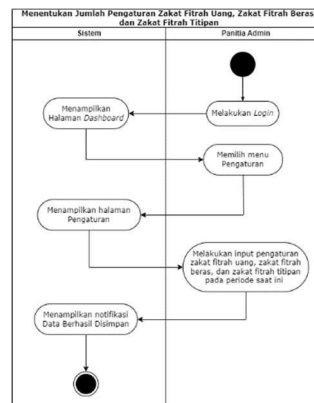 Menentukan Jumlah Pengaturan Zakat Fitrah Uang, Zakat Fitrah Beras
dan Zakat Fitrah Titipan
Sistem
Panitia Admin
Melakukan Login
Menampilkan
Halaman Dashboard
Memilih menu
Pengaturan
Menampilkan halaman
Pengaturan
Melakukan input pengaturan
zakat fitrah uang, zakat fitrah
beras, dan zakat fitrah titipan
pada periode saat ini
Menampilkan notifikasi
Data Berhasil Disimpan